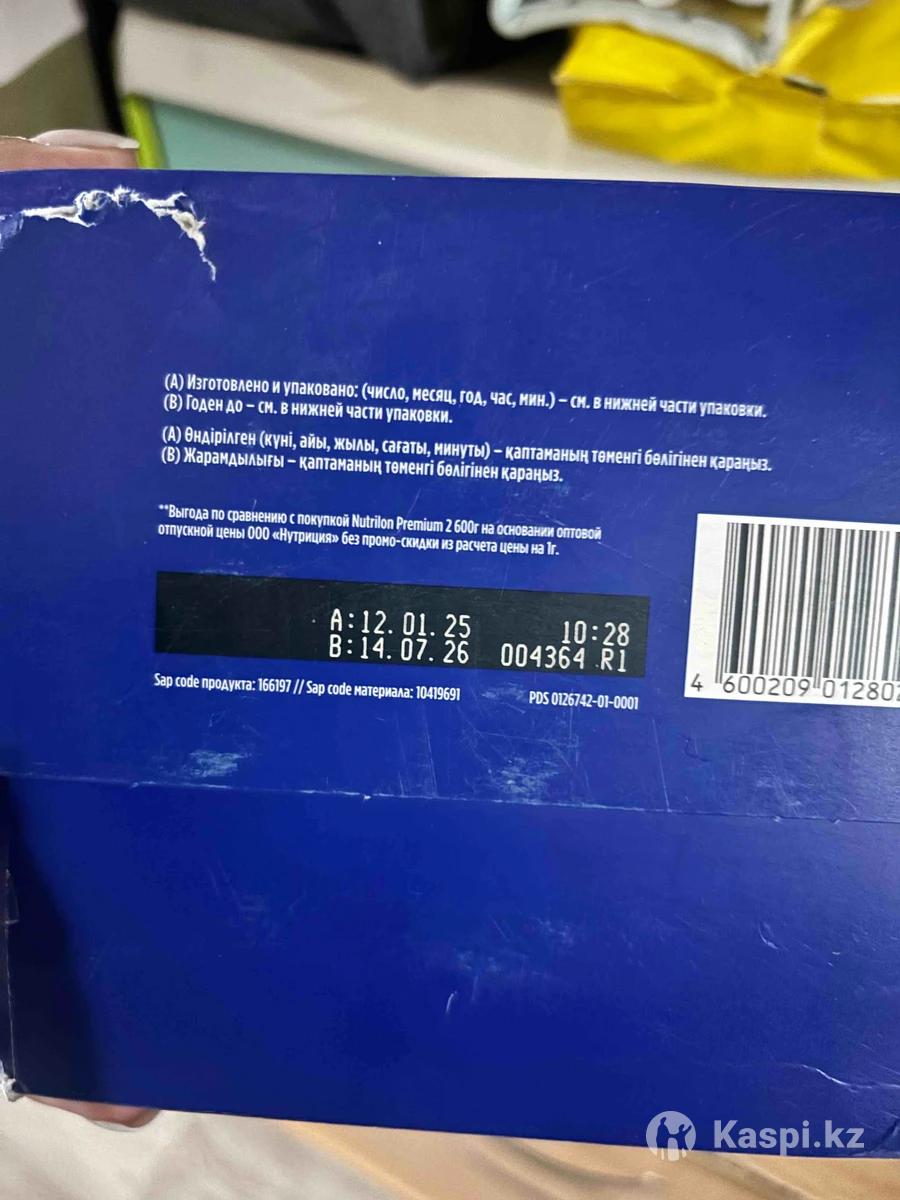 (A) Изготовлено и упаковано: (число, месяц, год, час, мин.) – см. в нижней части упаковки.
(B) Годен до – см. в нижней части упаковки.
(A) Өндірілген (күні, айы, жылы, сағаты, минуты) – қаптаманың төменгі бөлігінен қараңыз.
(B) Жарамдылығы – қаптаманың төменгі бөлігінен қараңыз.
**Выгода по сравнению с покупкой Nutrilon Premium 2 600г на основании оптовой
отпускной цены ООО «Нутриция» без промо-скидки из расчета цены на 1г.
A:12. 01. 25 10:28
B:14. 07. 26 004364 R1
Sap code продукта: 166197 // Sap code материала: 10419691
PDS 0126742-01-0001
4 600209 012802
Kaspi.kz